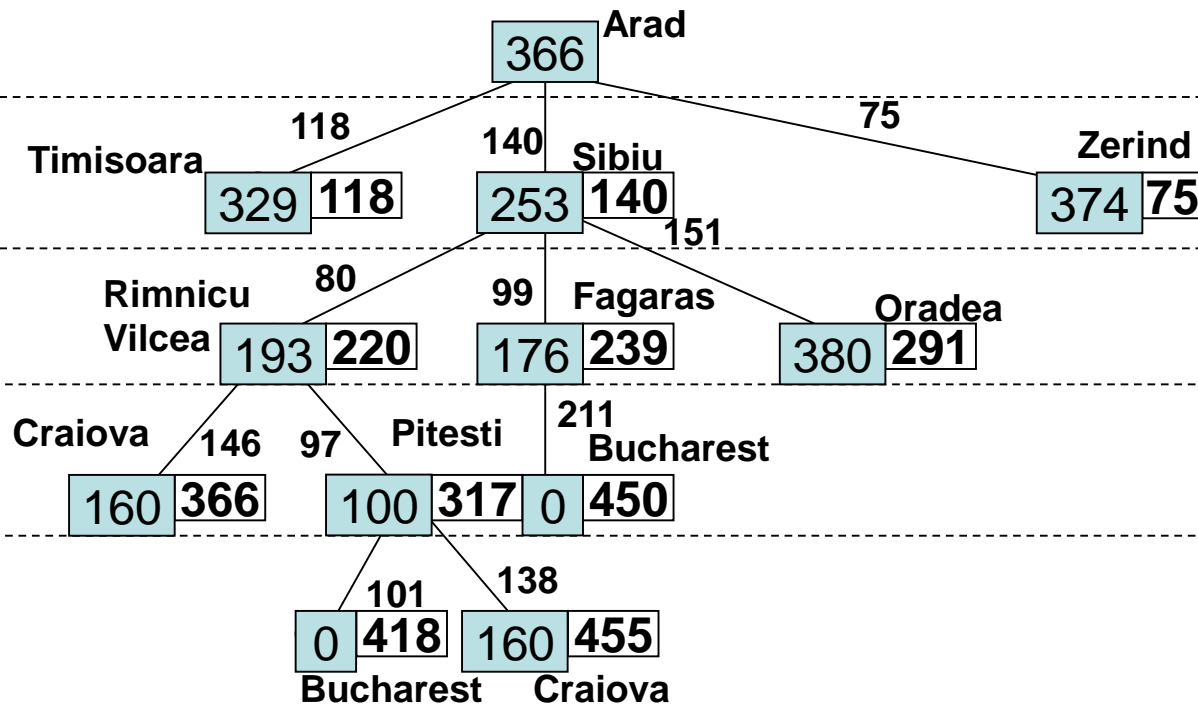 Arad
366
118
140
75
Timisoara
Sibiu
Zerind
329 118
253 140
374 75
151
80
99
Rimnicu
Vilcea
Fagaras
Oradea
193 220
176 239
380 291
Craiova
146
97
Pitesti
211
Bucharest
160 366
100 317
0 450
101
138
0 418
160 455
Bucharest
Craiova